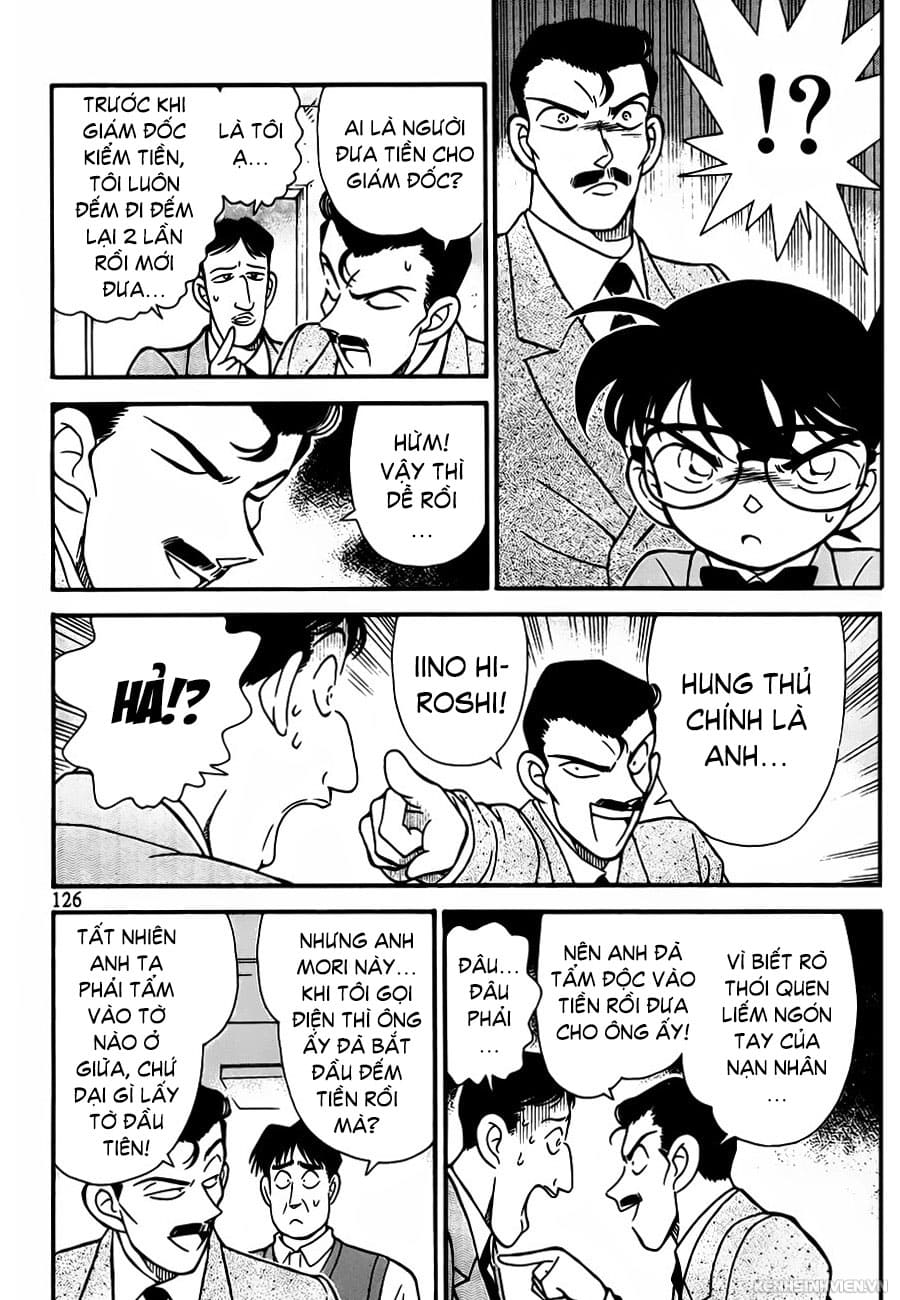 !?
AI LÀ NGƯỜI
ĐƯA TIỀN CHO
GIÁM ĐỐC?
LÀ TÔI
Ạ...
TRƯỚC KHI
GIÁM ĐỐC
KIỂM TIỀN,
TÔI LUÔN
ĐẾM ĐI ĐẾM
LẠI 2 LẦN
RỒI MỚI
ĐƯA...
HỪM!
VẬY THÌ
DỄ RỒI
...
HUNG THỦ
CHÍNH LÀ
ANH...
IINO HI-
ROSHI!
HẢ!?
126
VÌ BIẾT RÕ
THÓI QUEN
LIẾM NGÓN
TAY CỦA
NẠN NHÂN
...
NÊN ANH ĐÃ
TẨM ĐỘC VÀO
TIỀN RỒI ĐƯA
CHO ÔNG ẤY!
ĐÂU...
ĐÂU
PHẢI
...
NHƯNG ANH
MORI NÀY...
KHI TÔI GỌI
ĐIỆN THÌ ÔNG
ẤY ĐÃ BẮT
ĐẦU ĐẾM
TIỀN RỒI
MÀ?
TẤT NHIÊN
ANH TA
PHẢI TẨM
VÀO TỜ
NÀO Ở
GIỮA, CHỨ
DẠI GÌ LẤY
TỜ ĐẦU
TIÊN!
KENHSINHVIEN.VN